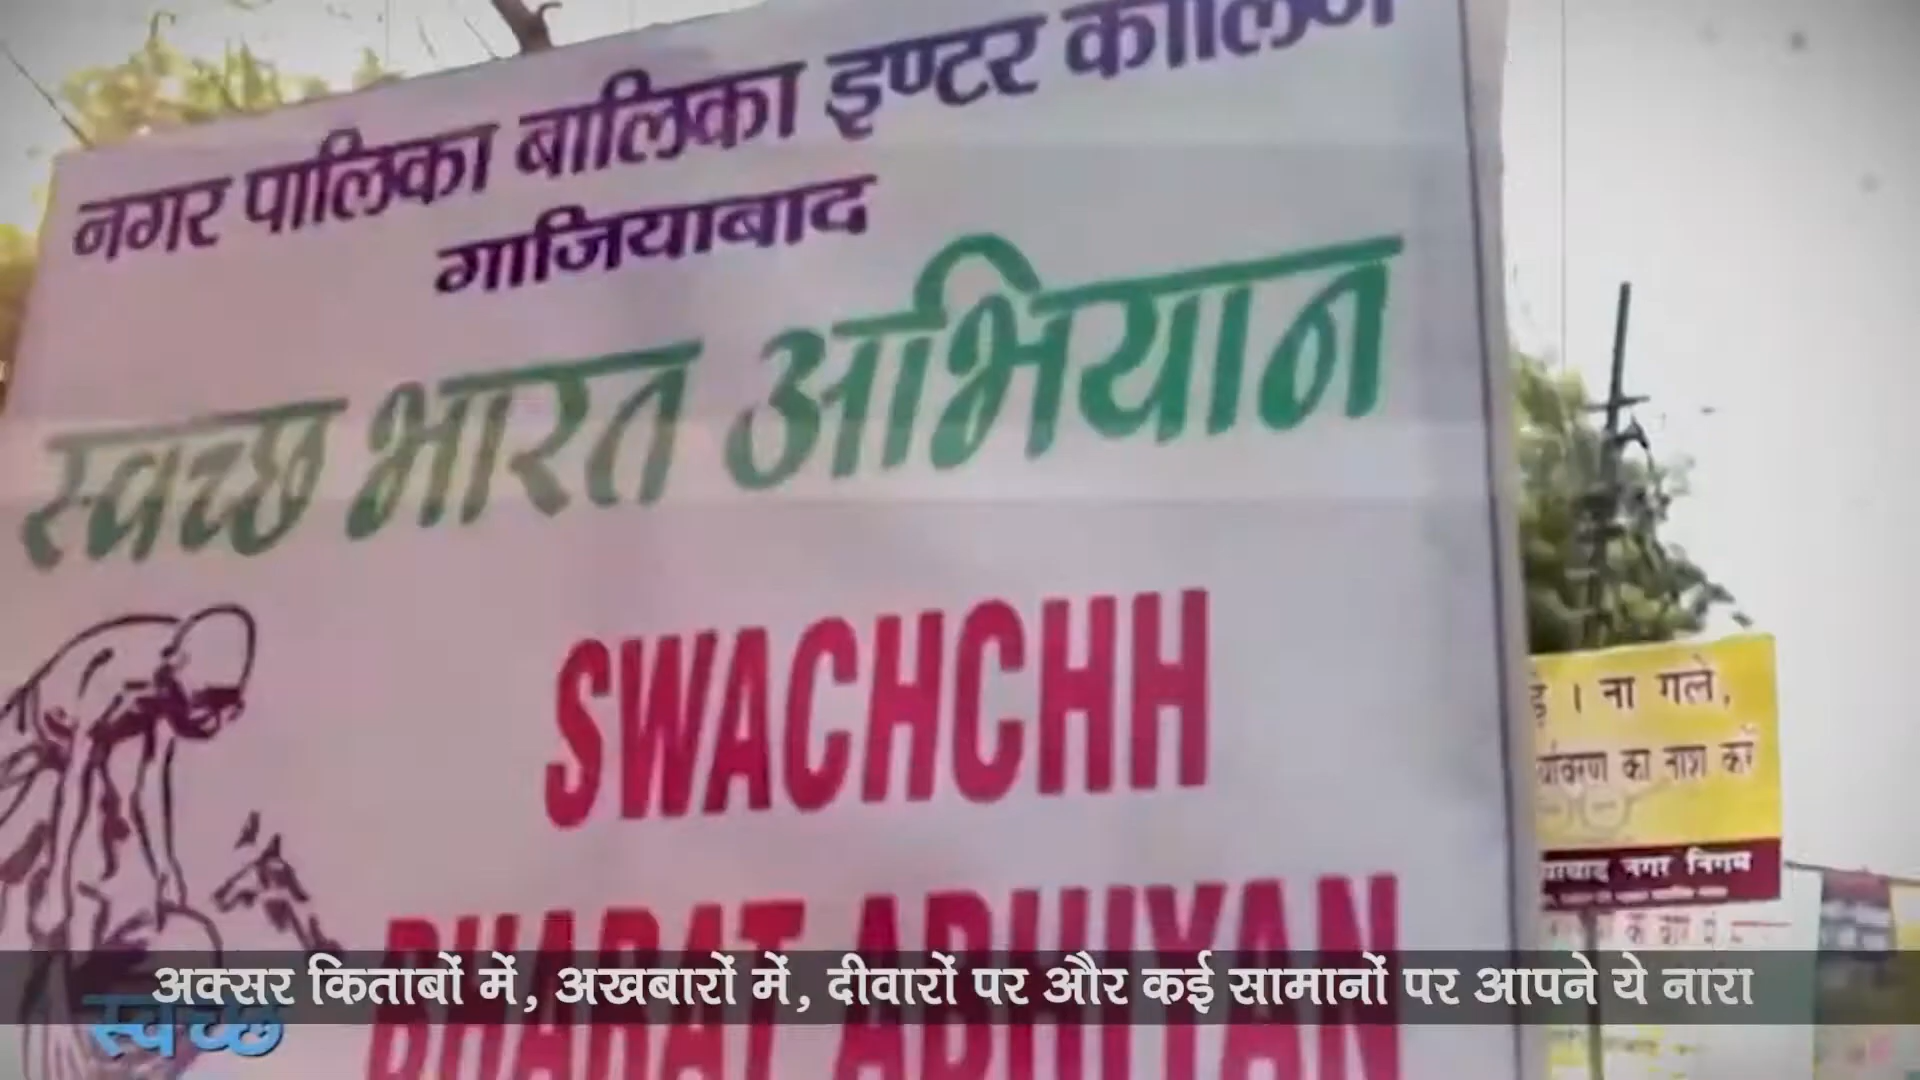 नगर पालिका बालिका इण्टर कॉलिज
गाजियाबाद
स्वच्छ भारत अभियान
SWACHCHH
BHARAT ABHIYAN
। ना गले,
का नाश करें
नगर निगम
अक्सर किताबों में, अखबारों में, दीवारों पर और कई सामानों पर आपने ये नारा
स्वच्छ